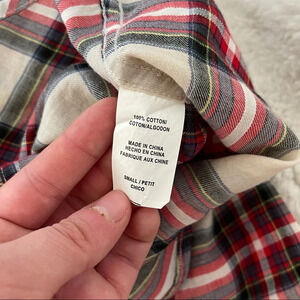 100% COTTON/
COTON/ALGODON
MADE IN CHINA
HECHO EN CHINA
FABRIQUE AUX CHINE
SMALL / PETIT
CHICO